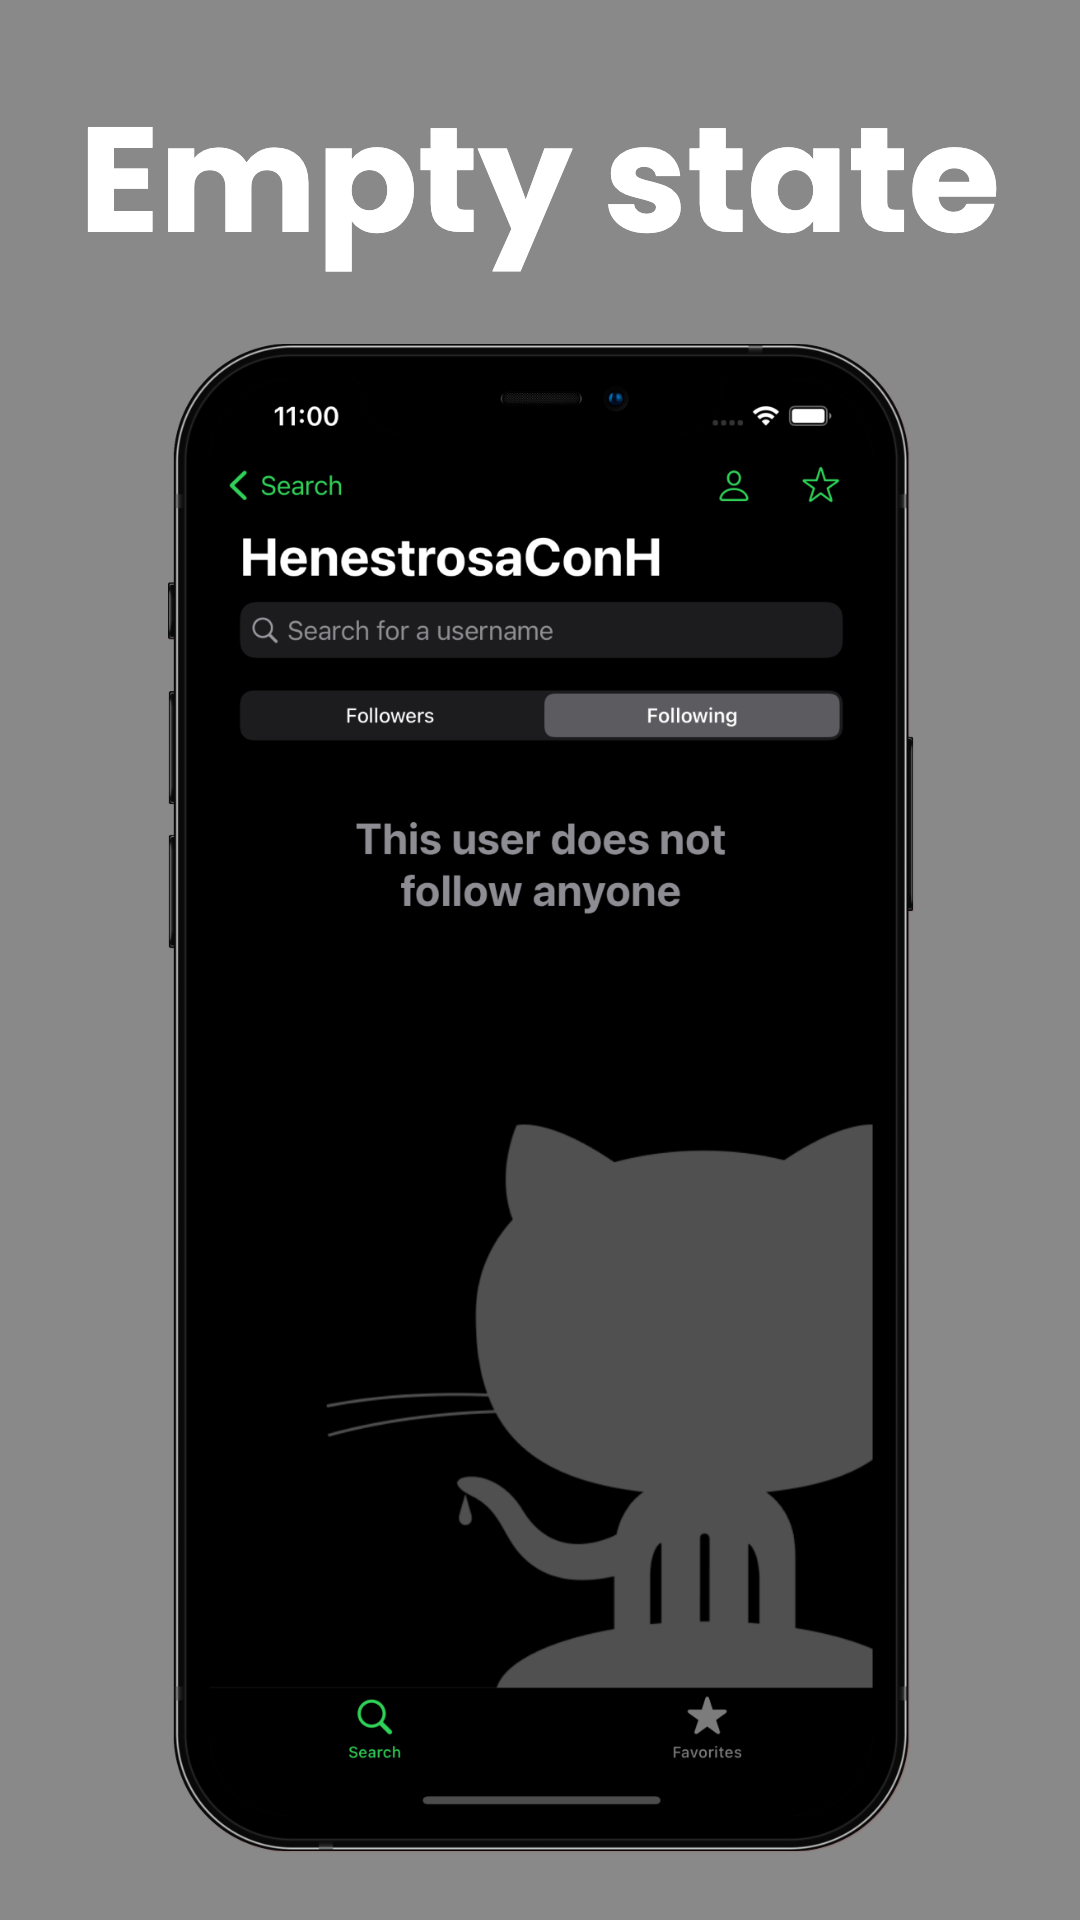 Empty state
11:00
Search
HenestrosaConH
Search for a username
Followers Following
This user does not
follow anyone
Search Favorites